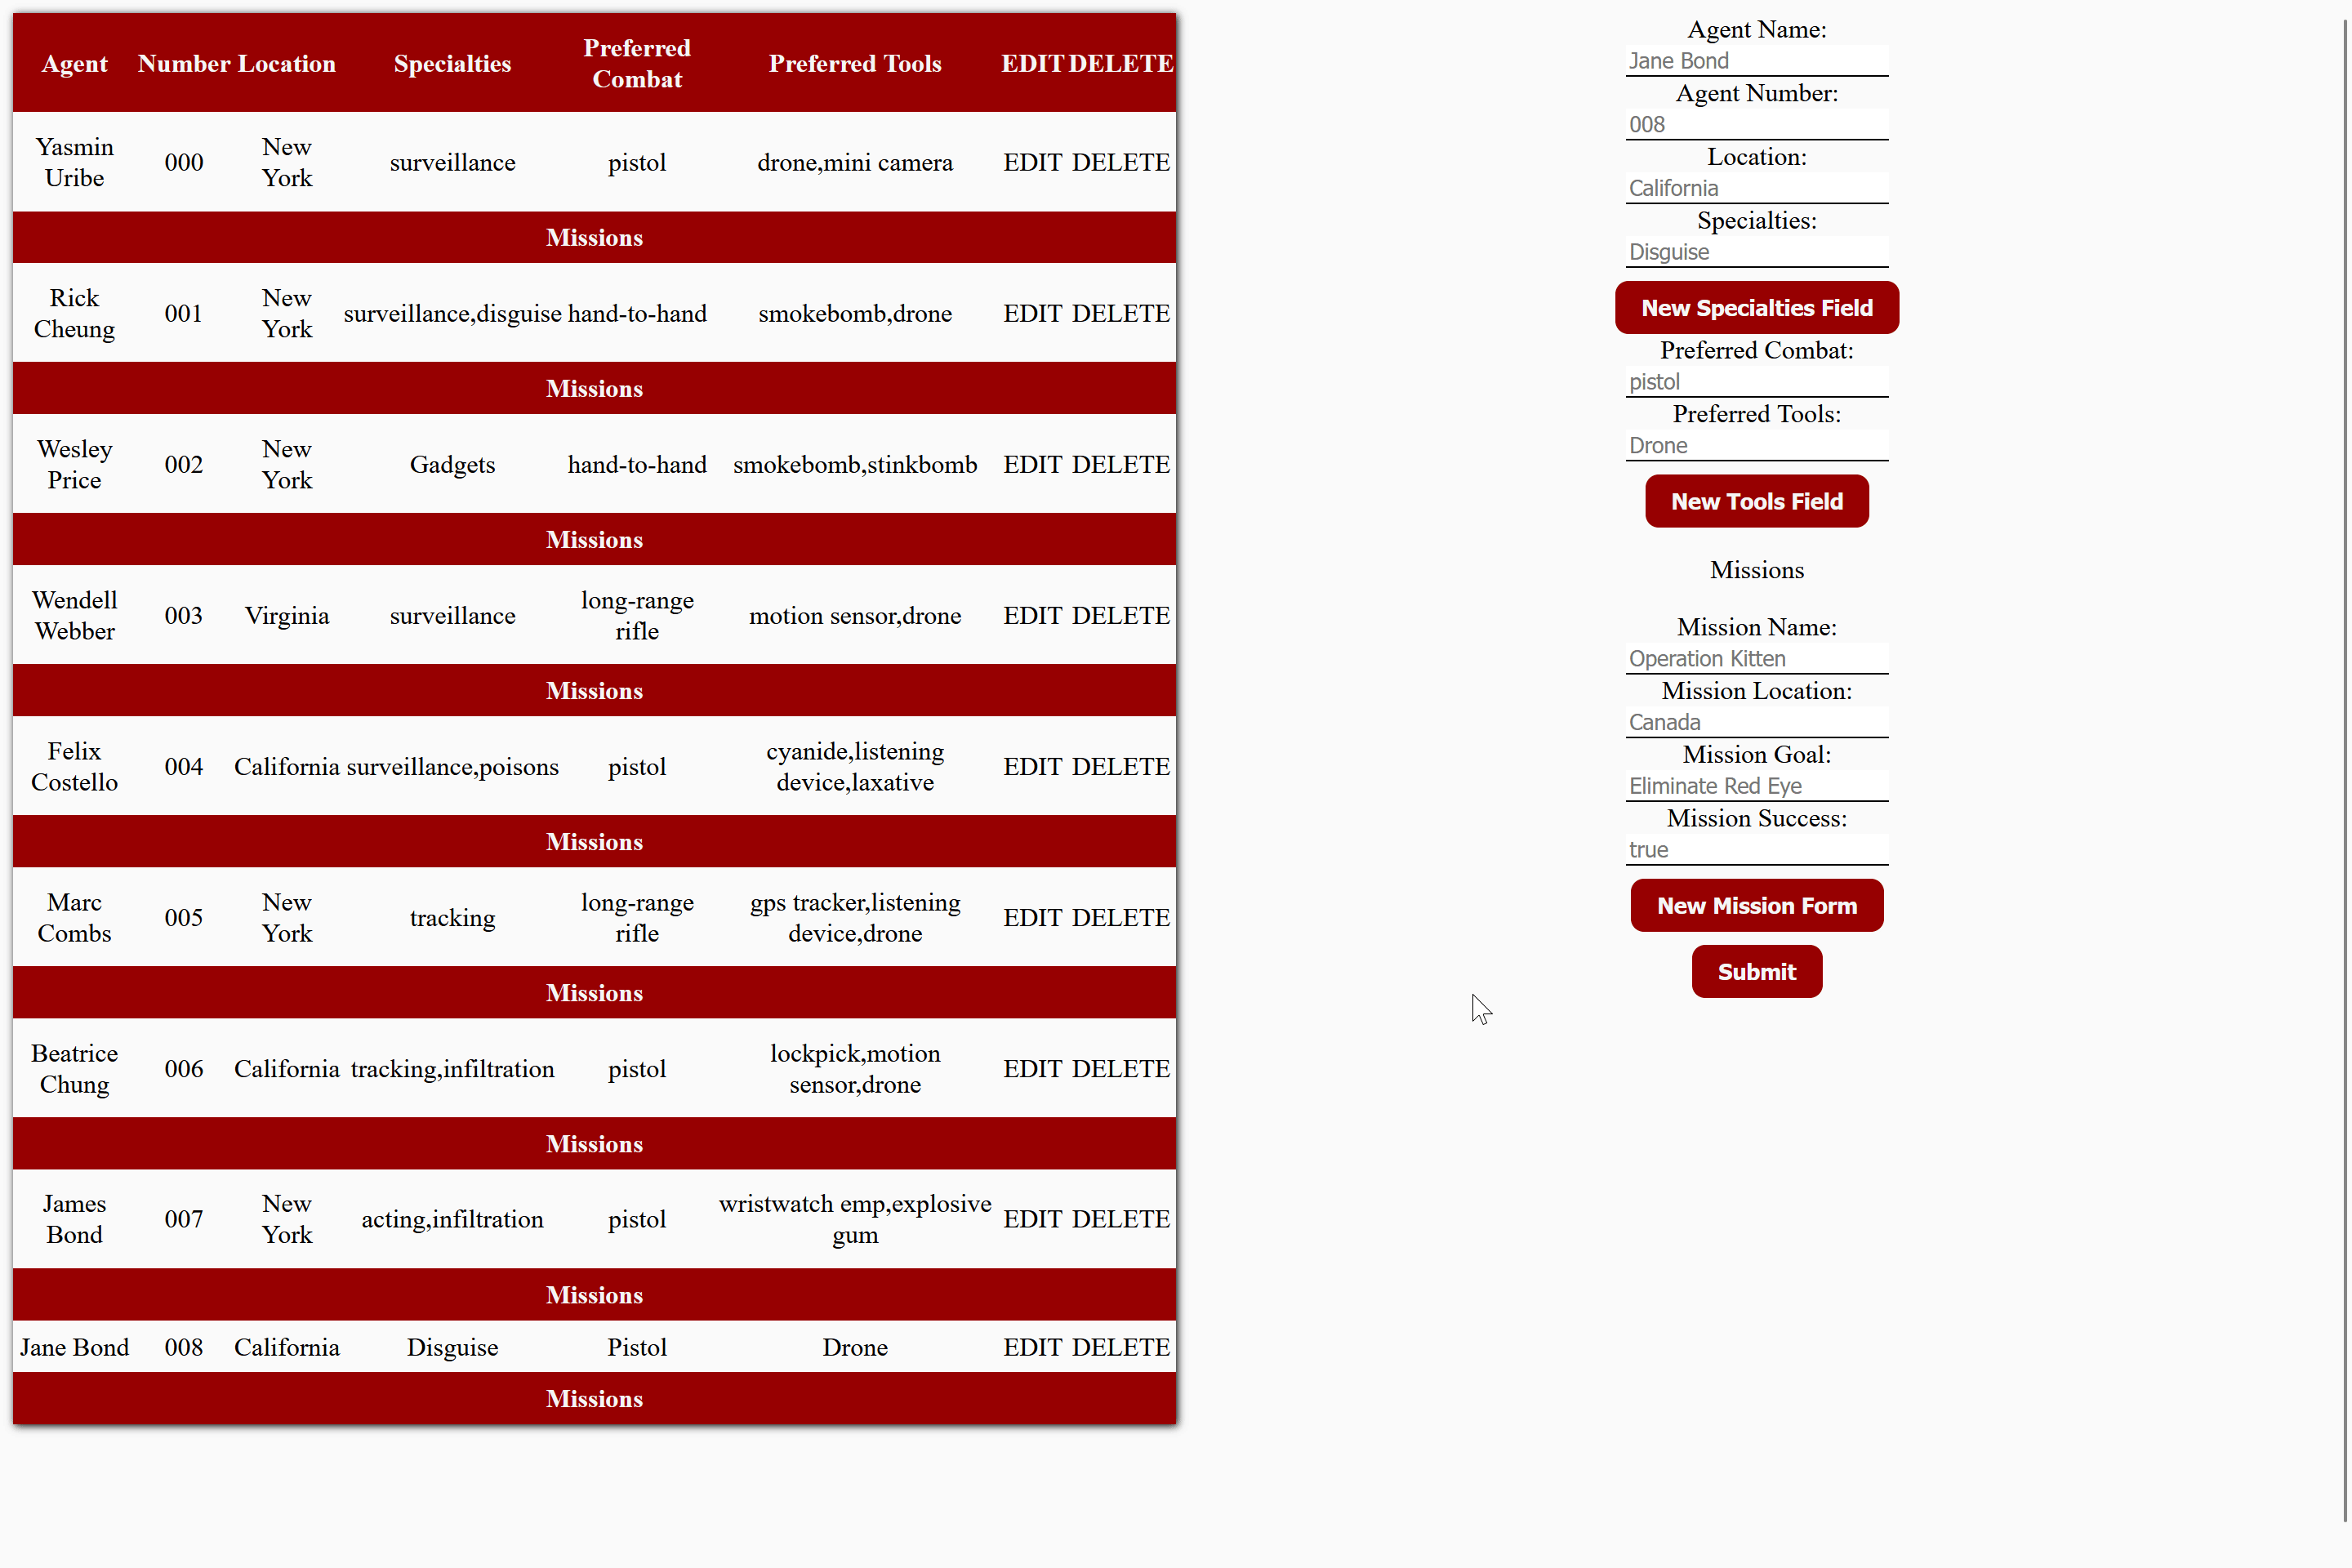 Agent Number Location Specialties Preferred Combat Preferred Tools EDIT DELETE
Yasmin Uribe 000 New York surveillance pistol drone,mini camera EDIT DELETE
Missions
Rick Cheung 001 New York surveillance,disguise hand-to-hand smokebomb,drone EDIT DELETE
Missions
Wesley Price 002 New York Gadgets hand-to-hand smokebomb,stinkbomb EDIT DELETE
Missions
Wendell Webber 003 Virginia surveillance long-range rifle motion sensor,drone EDIT DELETE
Missions
Felix Costello 004 California surveillance,poisons pistol cyanide,listening device,laxative EDIT DELETE
Missions
Marc Combs 005 New York tracking long-range rifle gps tracker,listening device,drone EDIT DELETE
Missions
Beatrice Chung 006 California tracking,infiltration pistol lockpick,motion sensor,drone EDIT DELETE
Missions
James Bond 007 New York acting,infiltration pistol wristwatch emp,explosive gum EDIT DELETE
Missions
Jane Bond 008 California Disguise Pistol Drone EDIT DELETE
Missions
Agent Name:
Jane Bond
Agent Number:
008
Location:
California
Specialties:
Disguise
New Specialties Field
Preferred Combat:
pistol
Preferred Tools:
Drone
New Tools Field
Missions
Mission Name:
Operation Kitten
Mission Location:
Canada
Mission Goal:
Eliminate Red Eye
Mission Success:
true
New Mission Form
Submit